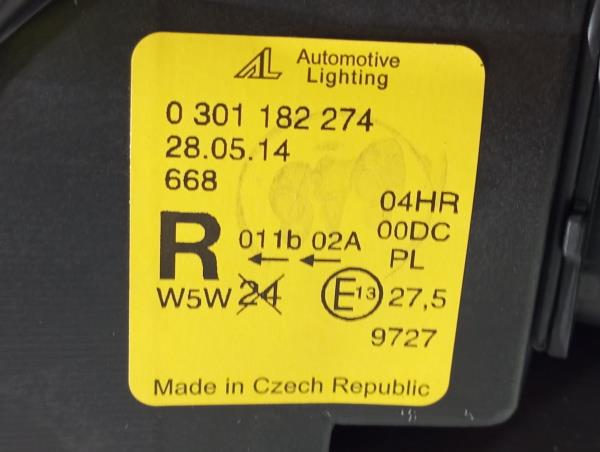 AL Automotive
Lighting
0 301 182 274
28.05.14
668
04HR
R 011b 02A 00DC
← ← PL
W5W 24 E13 27,5
9727
Made in Czech Republic